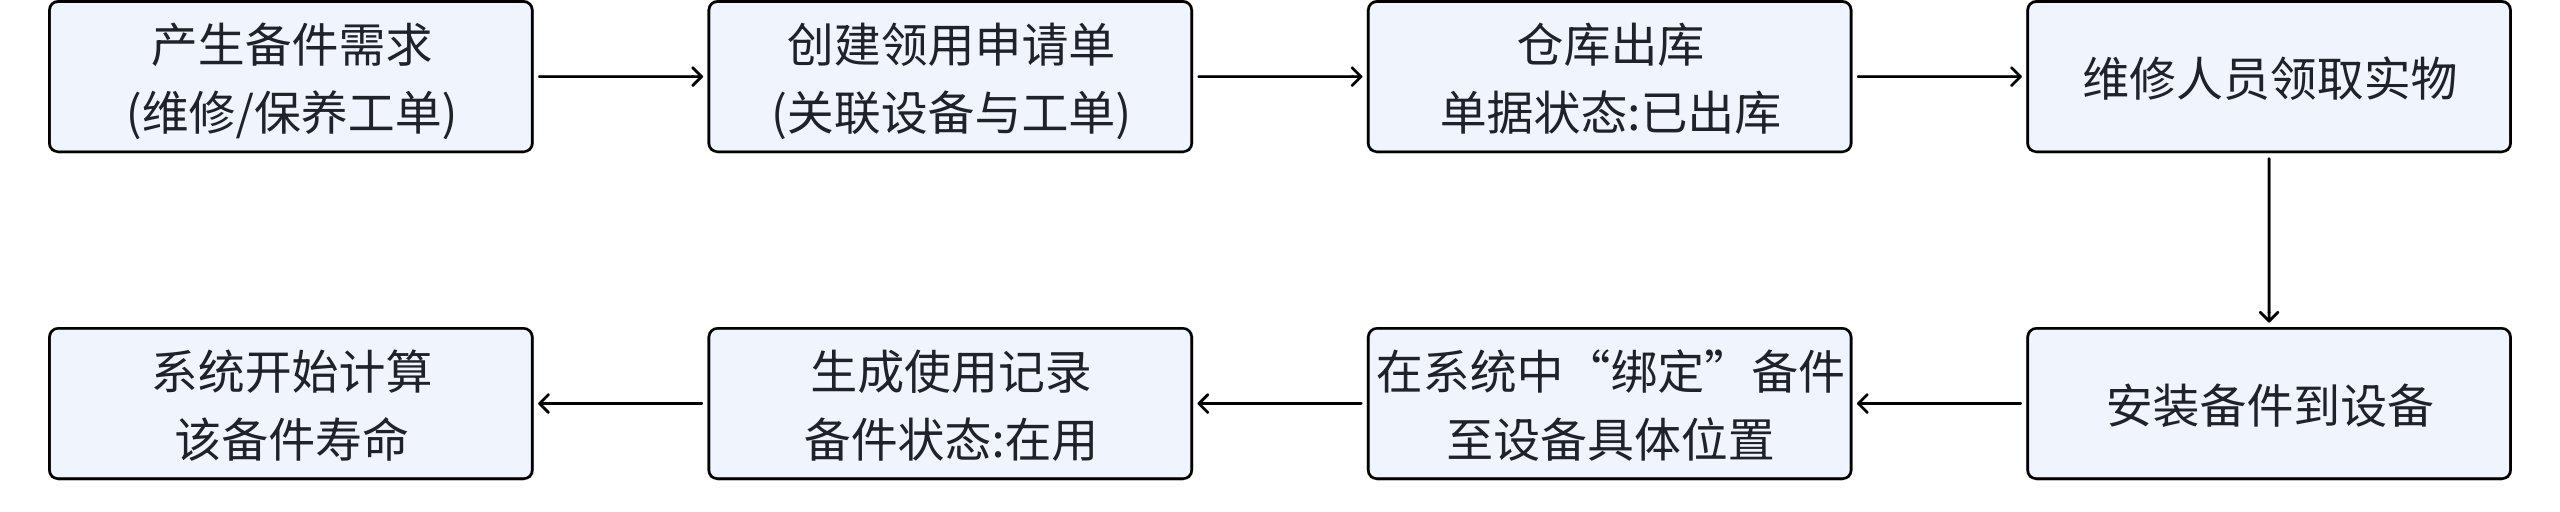 产生备件需求
(维修/保养工单)
创建领用申请单
(关联设备与工单)
仓库出库
单据状态:已出库
维修人员领取实物
安装备件到设备
在系统中“绑定”备件
至设备具体位置
生成使用记录
备件状态:在用
系统开始计算
该备件寿命